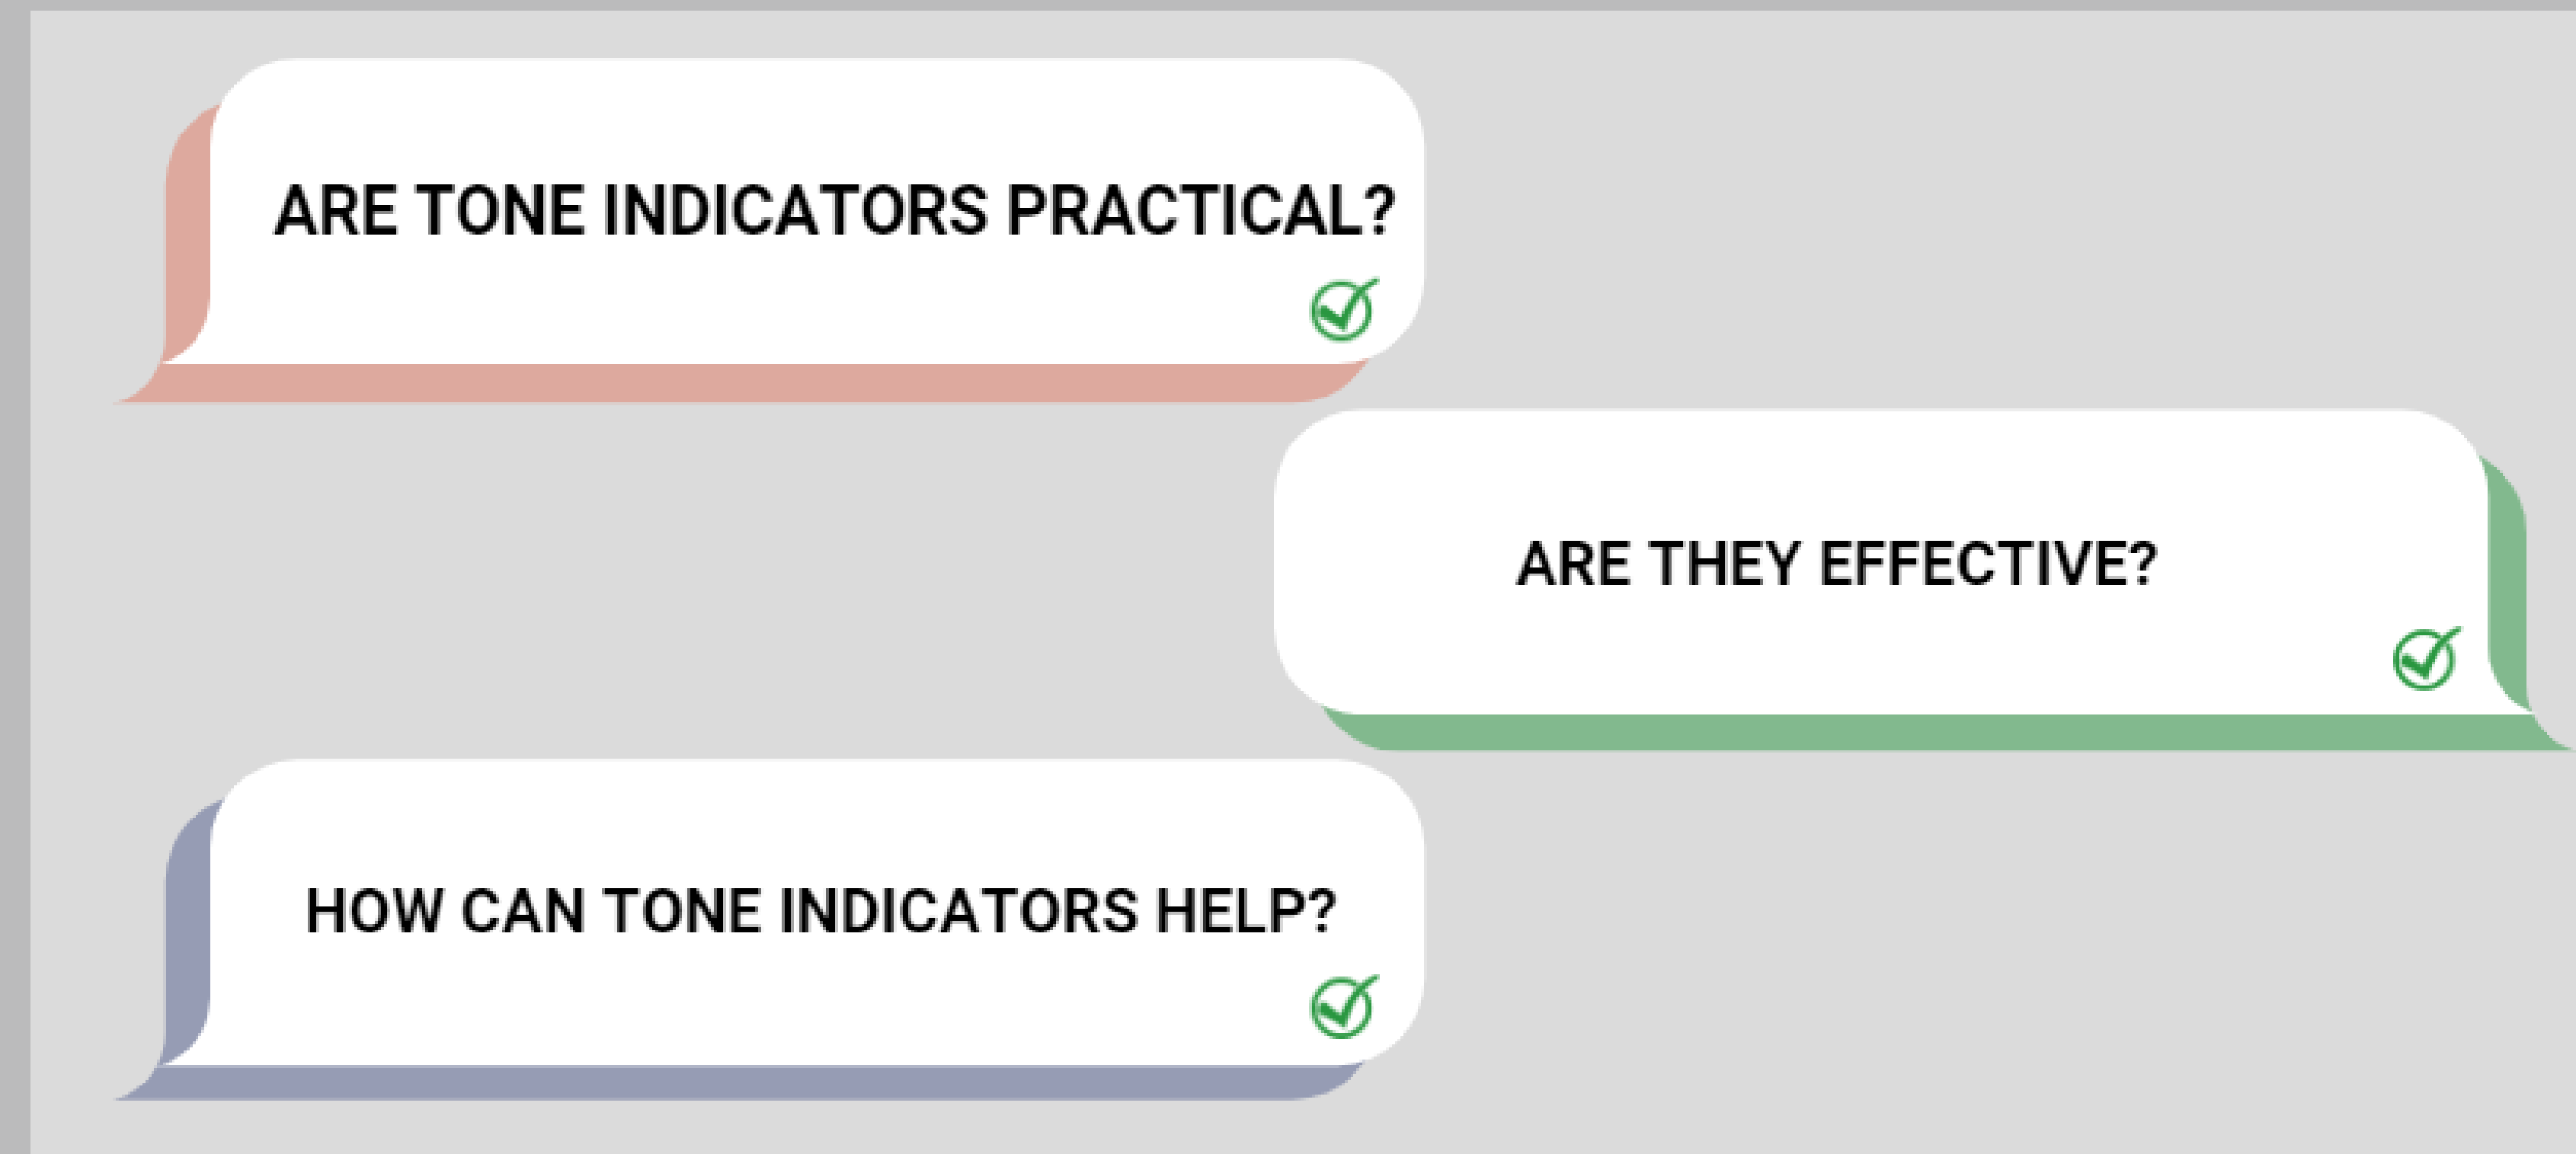 ARE TONE INDICATORS PRACTICAL?
ARE THEY EFFECTIVE?
HOW CAN TONE INDICATORS HELP?